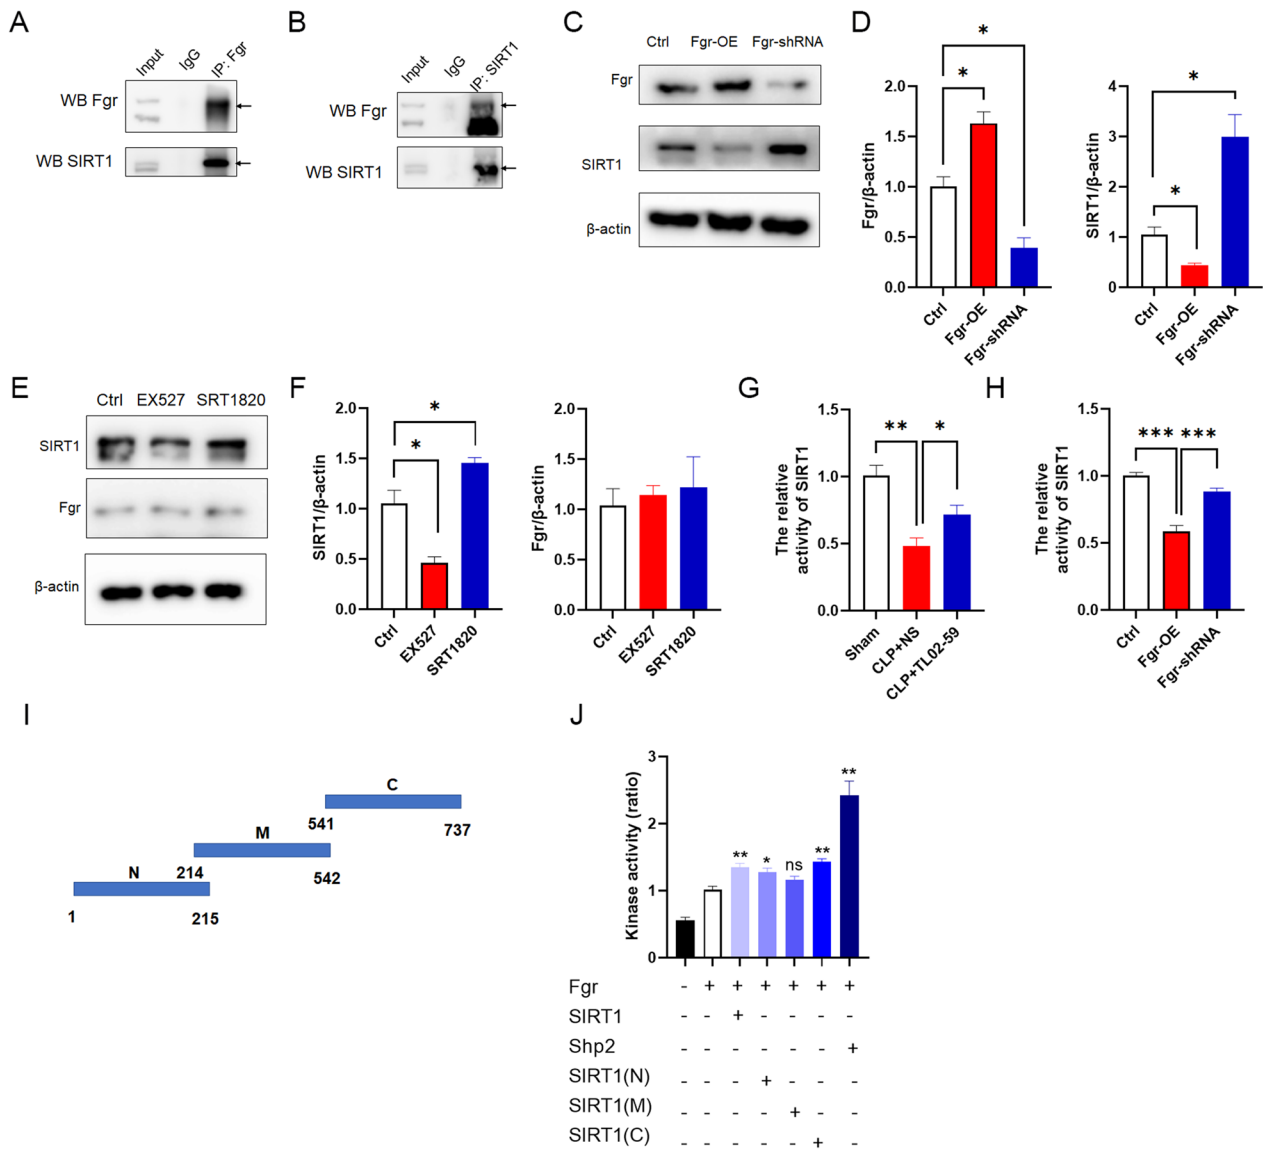 A
Input
IgG
IP: Fgr
WB Fgr
WB SIRT1
B
Input
IgG
IP: SIRT1
WB Fgr
WB SIRT1
C
Ctrl Fgr-OE Fgr-shRNA
Fgr
SIRT1
β-actin
D
Fgr/β-actin
2.0
1.5
1.0
0.5
0.0
*
*
Ctrl
Fgr-OE
Fgr-shRNA
SIRT1/β-actin
4
3
2
1
0
*
*
Ctrl
Fgr-OE
Fgr-shRNA
E
Ctrl EX527 SRT1820
SIRT1
Fgr
β-actin
F
SIRT1/β-actin
2.0
1.5
1.0
0.5
0.0
*
*
Ctrl
EX527
SRT1820
Fgr/β-actin
2.0
1.5
1.0
0.5
0.0
Ctrl
EX527
SRT1820
G
The relative
activity of SIRT1
1.5
1.0
0.5
0.0
** *
Sham
CLP+NS
CLP+TL02-59
H
The relative
activity of SIRT1
1.5
1.0
0.5
0.0
*** ***
Ctrl
Fgr-OE
Fgr-shRNA
I
C
541 737
M
214 542
N
1 215
J
Kinase activity (ratio)
3
2
1
0
** * ns ** **
Fgr - + + + + + +
SIRT1 - - + - - - -
Shp2 - - - - - - +
SIRT1(N) - - - + - - -
SIRT1(M) - - - - + - -
SIRT1(C) - - - - - + -